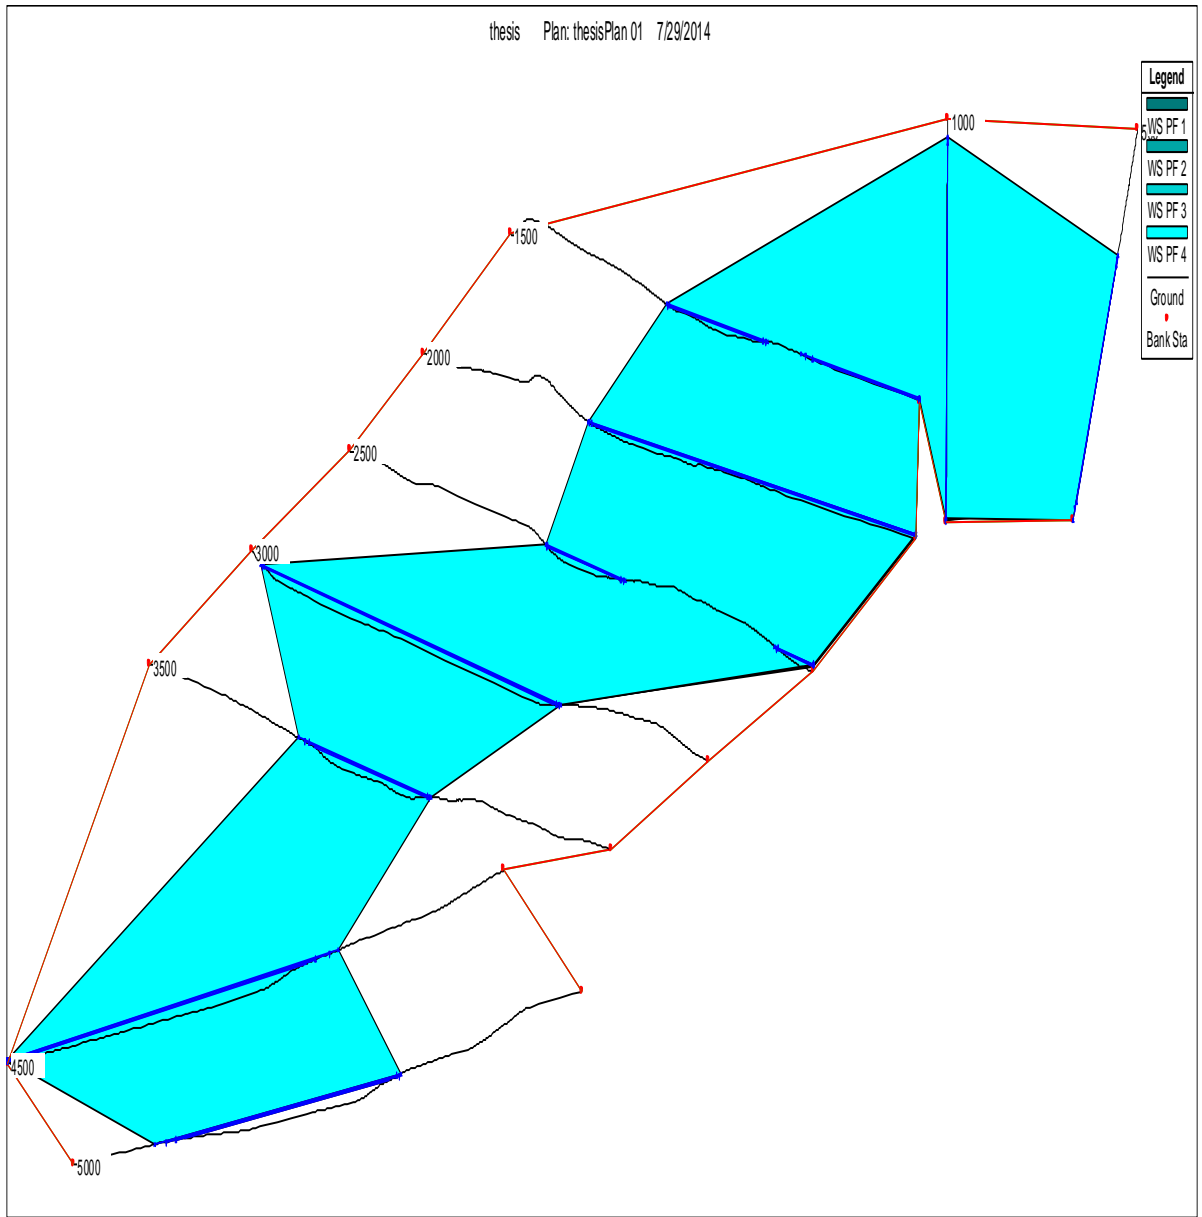 thesis Plan: thesisPlan 01 7/29/2014
Legend
WS PF 1
WS PF 2
WS PF 3
WS PF 4
Ground
Bank Sta
1000
1500
2000
2500
3000
3500
4500
5000